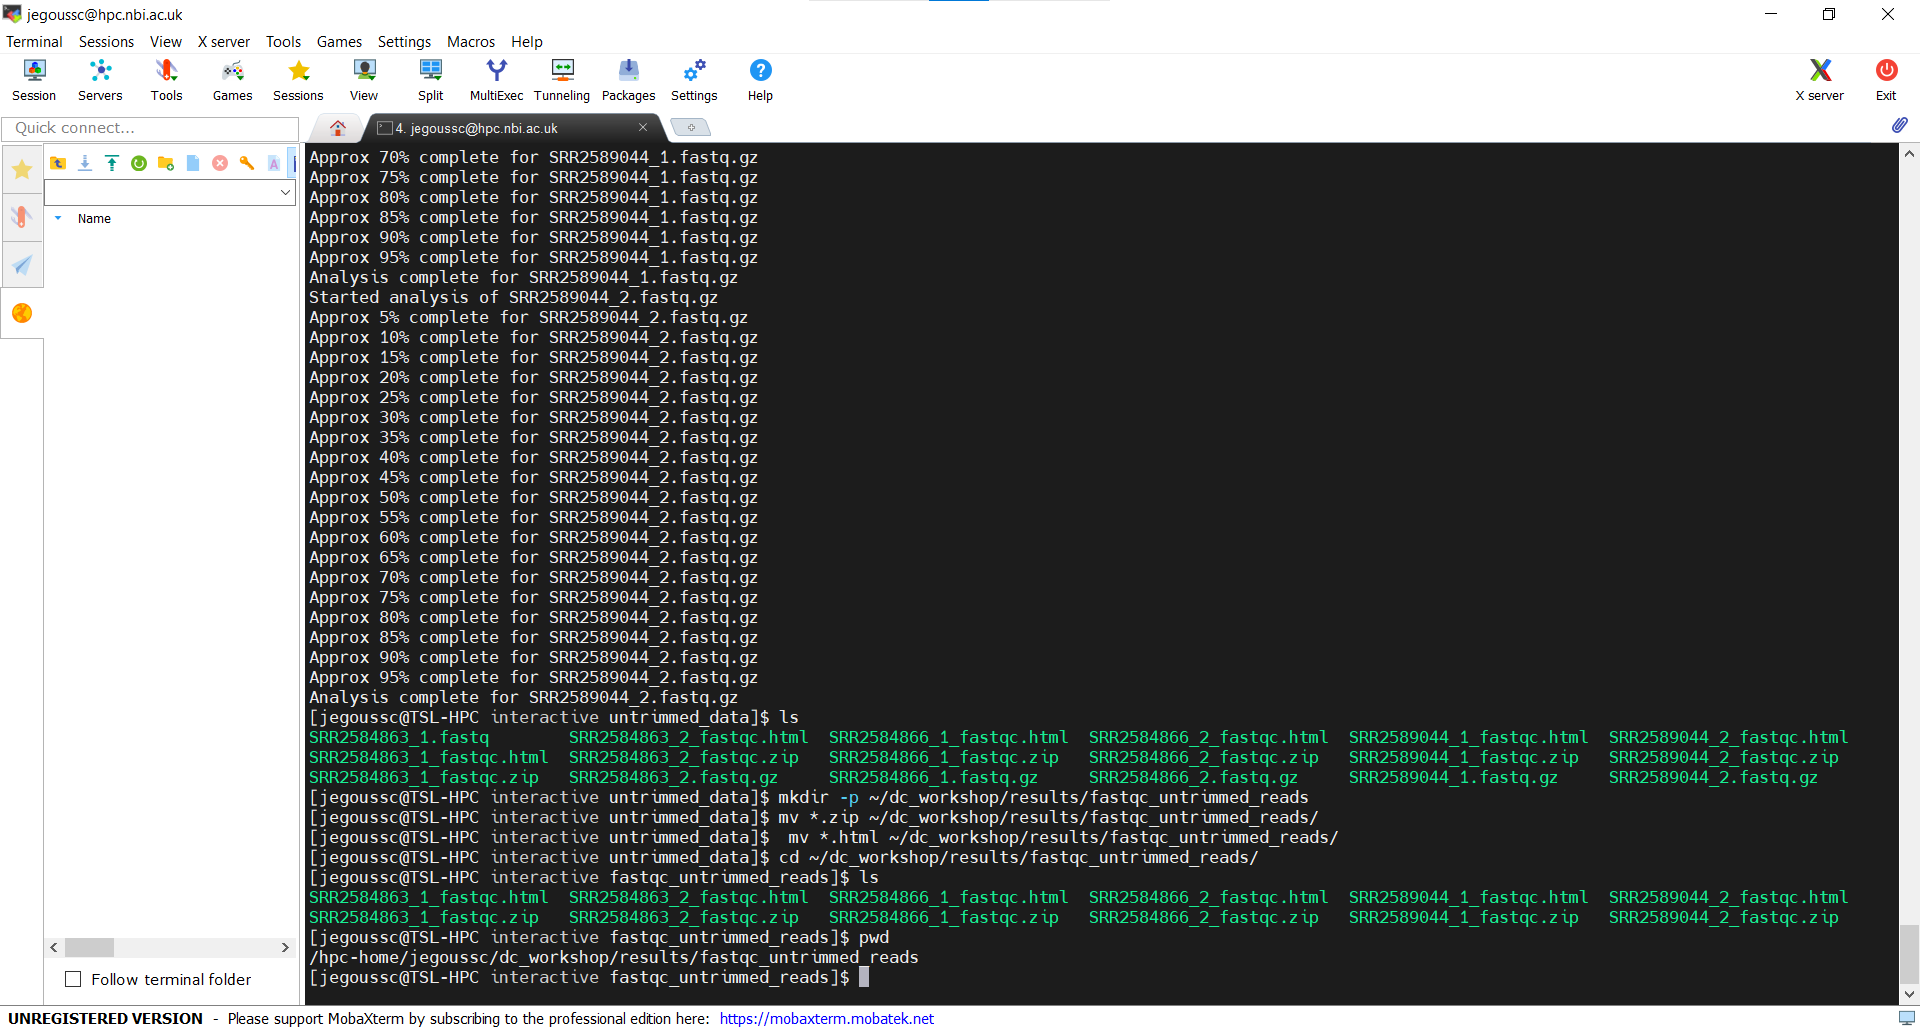 jegoussc@hpc.nbi.ac.uk
Terminal Sessions View X server Tools Games Settings Macros Help
Session Servers Tools Games Sessions View Split MultiExec Tunneling Packages Settings Help X server Exit
Quick connect...
4. jegoussc@hpc.nbi.ac.uk
Name
Approx 70% complete for SRR2589044_1.fastq.gz
Approx 75% complete for SRR2589044_1.fastq.gz
Approx 80% complete for SRR2589044_1.fastq.gz
Approx 85% complete for SRR2589044_1.fastq.gz
Approx 90% complete for SRR2589044_1.fastq.gz
Approx 95% complete for SRR2589044_1.fastq.gz
Analysis complete for SRR2589044_1.fastq.gz
Started analysis of SRR2589044_2.fastq.gz
Approx 5% complete for SRR2589044_2.fastq.gz
Approx 10% complete for SRR2589044_2.fastq.gz
Approx 15% complete for SRR2589044_2.fastq.gz
Approx 20% complete for SRR2589044_2.fastq.gz
Approx 25% complete for SRR2589044_2.fastq.gz
Approx 30% complete for SRR2589044_2.fastq.gz
Approx 35% complete for SRR2589044_2.fastq.gz
Approx 40% complete for SRR2589044_2.fastq.gz
Approx 45% complete for SRR2589044_2.fastq.gz
Approx 50% complete for SRR2589044_2.fastq.gz
Approx 55% complete for SRR2589044_2.fastq.gz
Approx 60% complete for SRR2589044_2.fastq.gz
Approx 65% complete for SRR2589044_2.fastq.gz
Approx 70% complete for SRR2589044_2.fastq.gz
Approx 75% complete for SRR2589044_2.fastq.gz
Approx 80% complete for SRR2589044_2.fastq.gz
Approx 85% complete for SRR2589044_2.fastq.gz
Approx 90% complete for SRR2589044_2.fastq.gz
Approx 95% complete for SRR2589044_2.fastq.gz
Analysis complete for SRR2589044_2.fastq.gz
[jegoussc@TSL-HPC interactive untrimmed_data]$ ls
SRR2584863_1.fastq SRR2584863_2_fastqc.html SRR2584866_1_fastqc.html SRR2584866_2_fastqc.html SRR2589044_1_fastqc.html SRR2589044_2_fastqc.html
SRR2584863_1_fastqc.html SRR2584863_2_fastqc.zip SRR2584866_1_fastqc.zip SRR2584866_2_fastqc.zip SRR2589044_1_fastqc.zip SRR2589044_2_fastqc.zip
SRR2584863_1_fastqc.zip SRR2584863_2.fastq.gz SRR2584866_1.fastq.gz SRR2584866_2.fastq.gz SRR2589044_1.fastq.gz SRR2589044_2.fastq.gz
[jegoussc@TSL-HPC interactive untrimmed_data]$ mkdir -p ~/dc_workshop/results/fastqc_untrimmed_reads
[jegoussc@TSL-HPC interactive untrimmed_data]$ mv *.zip ~/dc_workshop/results/fastqc_untrimmed_reads/
[jegoussc@TSL-HPC interactive untrimmed_data]$  mv *.html ~/dc_workshop/results/fastqc_untrimmed_reads/
[jegoussc@TSL-HPC interactive untrimmed_data]$ cd ~/dc_workshop/results/fastqc_untrimmed_reads/
[jegoussc@TSL-HPC interactive fastqc_untrimmed_reads]$ ls
SRR2584863_1_fastqc.html SRR2584863_2_fastqc.html SRR2584866_1_fastqc.html SRR2584866_2_fastqc.html SRR2589044_1_fastqc.html SRR2589044_2_fastqc.html
SRR2584863_1_fastqc.zip SRR2584863_2_fastqc.zip SRR2584866_1_fastqc.zip SRR2584866_2_fastqc.zip SRR2589044_1_fastqc.zip SRR2589044_2_fastqc.zip
[jegoussc@TSL-HPC interactive fastqc_untrimmed_reads]$ pwd
/hpc-home/jegoussc/dc_workshop/results/fastqc_untrimmed_reads
[jegoussc@TSL-HPC interactive fastqc_untrimmed_reads]$
Follow terminal folder
UNREGISTERED VERSION - Please support MobaXterm by subscribing to the professional edition here: https://mobaxterm.mobatek.net